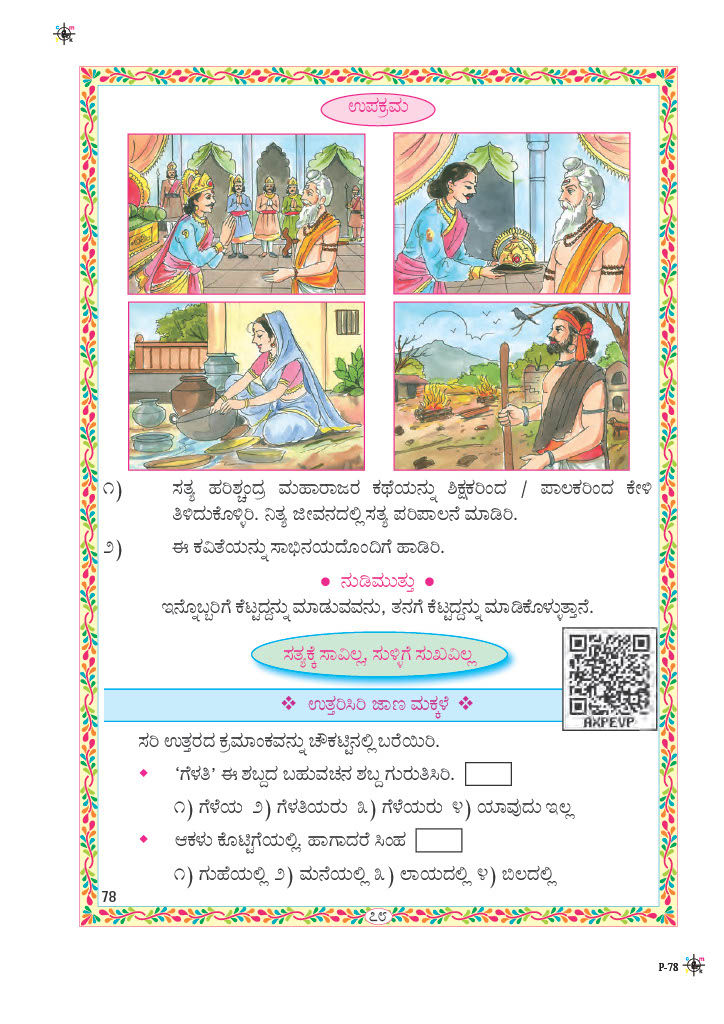 ಉಪಕ್ರಮ
೧) ಸತ್ಯ ಹರಿಶ್ಚಂದ್ರ ಮಹಾರಾಜರ ಕಥೆಯನ್ನು ಶಿಕ್ಷಕರಿಂದ / ಪಾಲಕರಿಂದ ಕೇಳಿ
ತಿಳಿದುಕೊಳ್ಳಿರಿ. ನಿತ್ಯ ಜೀವನದಲ್ಲಿ ಸತ್ಯ ಪರಿಪಾಲನೆ ಮಾಡಿರಿ.
೨) ಈ ಕವಿತೆಯನ್ನು ಸಾಭಿನಯದೊಂದಿಗೆ ಹಾಡಿರಿ.
● ನುಡಿಮುತ್ತು ●
ಇನ್ನೊಬ್ಬರಿಗೆ ಕೆಟ್ಟದ್ದನ್ನು ಮಾಡುವವನು, ತನಗೆ ಕೆಟ್ಟದ್ದನ್ನು ಮಾಡಿಕೊಳ್ಳುತ್ತಾನೆ.
ಸತ್ಯಕ್ಕೆ ಸಾವಿಲ್ಲ, ಸುಳ್ಳಿಗೆ ಸುಖವಿಲ್ಲ
AXPEVP
❖ ಉತ್ತರಿಸಿರಿ ಜಾಣ ಮಕ್ಕಳೆ ❖
ಸರಿ ಉತ್ತರದ ಕ್ರಮಾಂಕವನ್ನು ಚೌಕಟ್ಟಿನಲ್ಲಿ ಬರೆಯಿರಿ.
◆ ‘ಗೆಳತಿ’ ಈ ಶಬ್ದದ ಬಹುವಚನ ಶಬ್ದ ಗುರುತಿಸಿರಿ.
೧) ಗೆಳೆಯ ೨) ಗೆಳತಿಯರು ೩) ಗೆಳೆಯರು ೪) ಯಾವುದು ಇಲ್ಲ
◆ ಆಕಳು ಕೊಟ್ಟಿಗೆಯಲ್ಲಿ, ಹಾಗಾದರೆ ಸಿಂಹ
೧) ಗುಹೆಯಲ್ಲಿ ೨) ಮನೆಯಲ್ಲಿ ೩) ಲಾಯದಲ್ಲಿ ೪) ಬಿಲದಲ್ಲಿ
78
೭೮
P-78